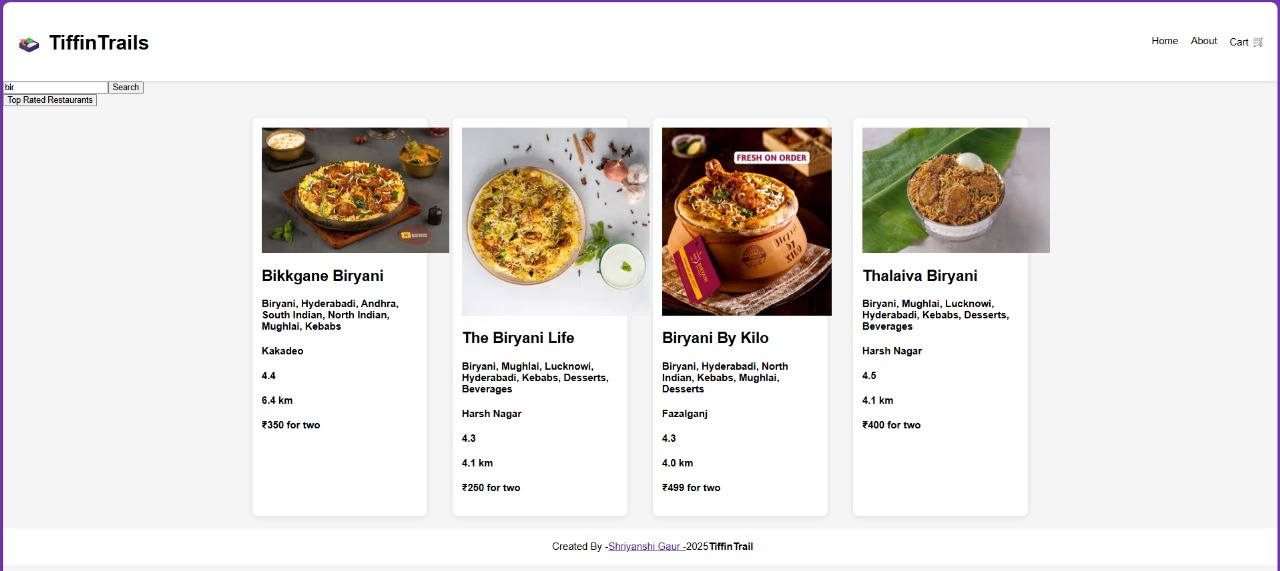 TiffinTrails
Home About Cart 🛒
bir Search
Top Rated Restaurants
FRESH ON ORDER
BIRYANI
BY
KILO
Bikkgane Biryani
Biryani, Hyderabadi, Andhra,
South Indian, North Indian,
Mughlai, Kebabs
Kakadeo
4.4
6.4 km
₹350 for two
The Biryani Life
Biryani, Mughlai, Lucknowi,
Hyderabadi, Kebabs, Desserts,
Beverages
Harsh Nagar
4.3
4.1 km
₹250 for two
Biryani By Kilo
Biryani, Hyderabadi, North
Indian, Kebabs, Mughlai,
Desserts
Fazalganj
4.3
4.0 km
₹499 for two
Thalaiva Biryani
Biryani, Mughlai, Lucknowi,
Hyderabadi, Kebabs, Desserts,
Beverages
Harsh Nagar
4.5
4.1 km
₹400 for two
Created By -Shriyanshi Gaur -2025TiffinTrail